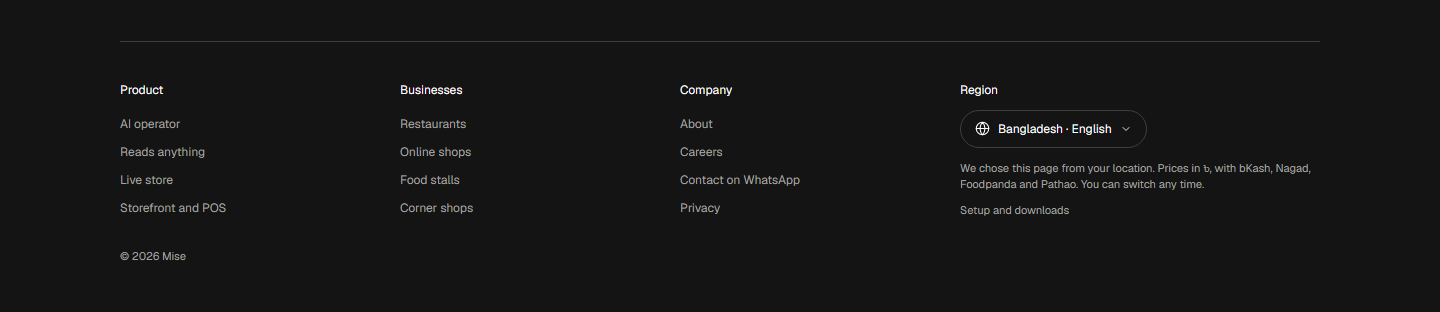 Product
AI operator
Reads anything
Live store
Storefront and POS
Businesses
Restaurants
Online shops
Food stalls
Corner shops
Company
About
Careers
Contact on WhatsApp
Privacy
Region
Bangladesh · English
We chose this page from your location. Prices in ৳, with bKash, Nagad,
Foodpanda and Pathao. You can switch any time.
Setup and downloads
© 2026 Mise